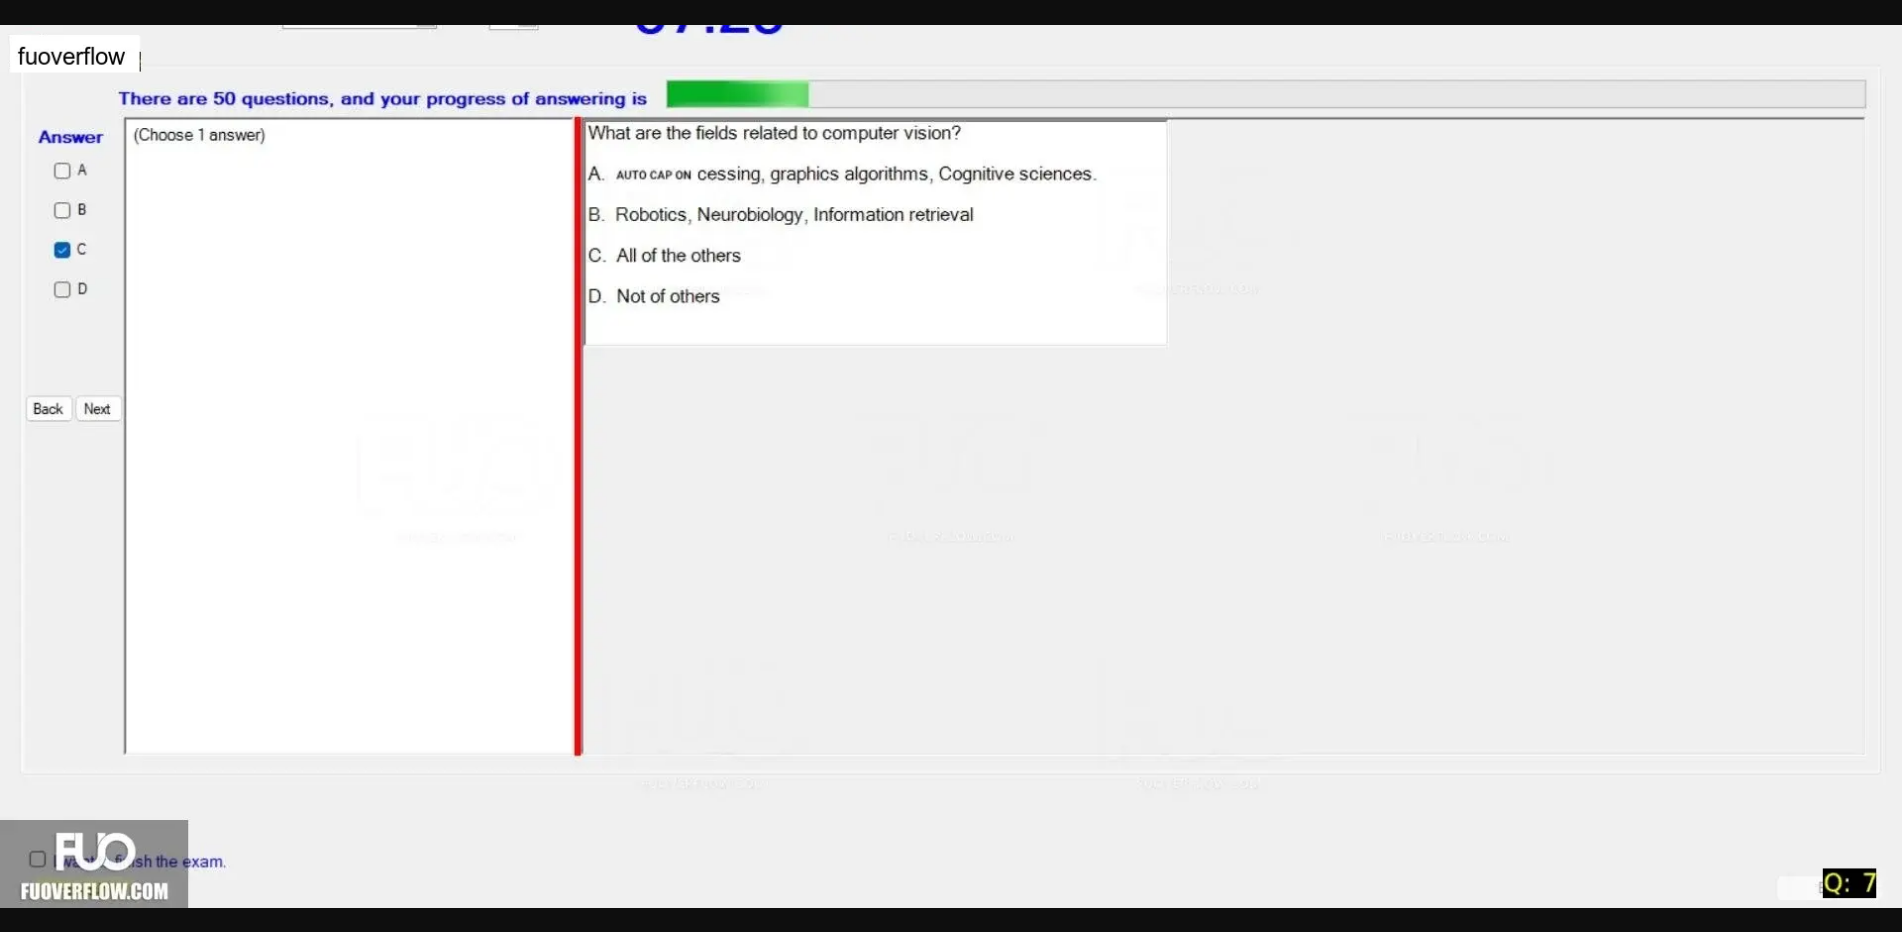 fuoverflow
There are 50 questions, and your progress of answering is
Answer
(Choose 1 answer)
A
B
C
D
Back Next
What are the fields related to computer vision?
A. AUTO CAP ON cessing, graphics algorithms, Cognitive sciences.
B. Robotics, Neurobiology, Information retrieval
C. All of the others
D. Not of others
FUO
sh the exam.
FUOVERFLOW.COM
Q: 7